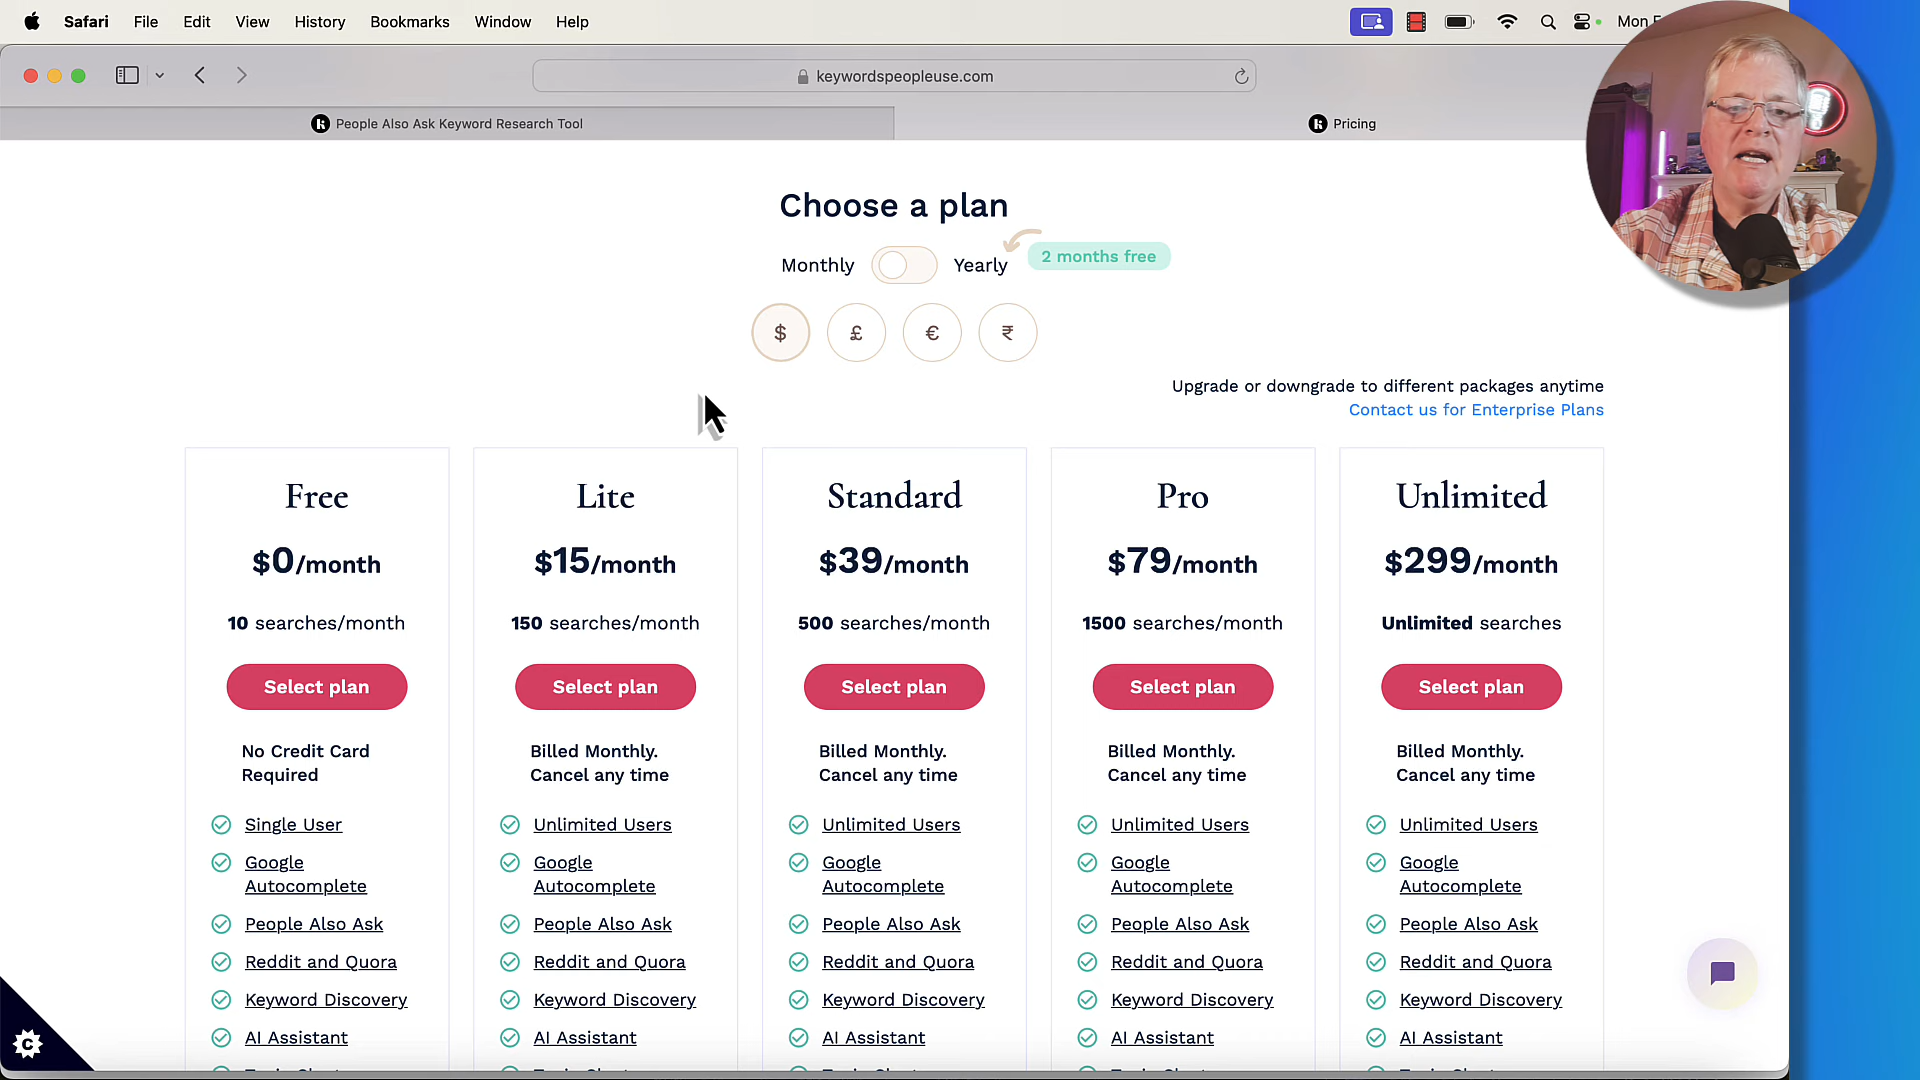 Safari File Edit View History Bookmarks Window Help
Mon
keywordspeopleuse.com
People Also Ask Keyword Research Tool
Pricing
Choose a plan
Monthly Yearly 2 months free
$ £ € ₹
Upgrade or downgrade to different packages anytime
Contact us for Enterprise Plans
Free
$0/month
10 searches/month
Select plan
No Credit Card
Required
Single User
Google
Autocomplete
People Also Ask
Reddit and Quora
Keyword Discovery
AI Assistant
Lite
$15/month
150 searches/month
Select plan
Billed Monthly.
Cancel any time
Unlimited Users
Google
Autocomplete
People Also Ask
Reddit and Quora
Keyword Discovery
AI Assistant
Standard
$39/month
500 searches/month
Select plan
Billed Monthly.
Cancel any time
Unlimited Users
Google
Autocomplete
People Also Ask
Reddit and Quora
Keyword Discovery
AI Assistant
Pro
$79/month
1500 searches/month
Select plan
Billed Monthly.
Cancel any time
Unlimited Users
Google
Autocomplete
People Also Ask
Reddit and Quora
Keyword Discovery
AI Assistant
Unlimited
$299/month
Unlimited searches
Select plan
Billed Monthly.
Cancel any time
Unlimited Users
Google
Autocomplete
People Also Ask
Reddit and Quora
Keyword Discovery
AI Assistant